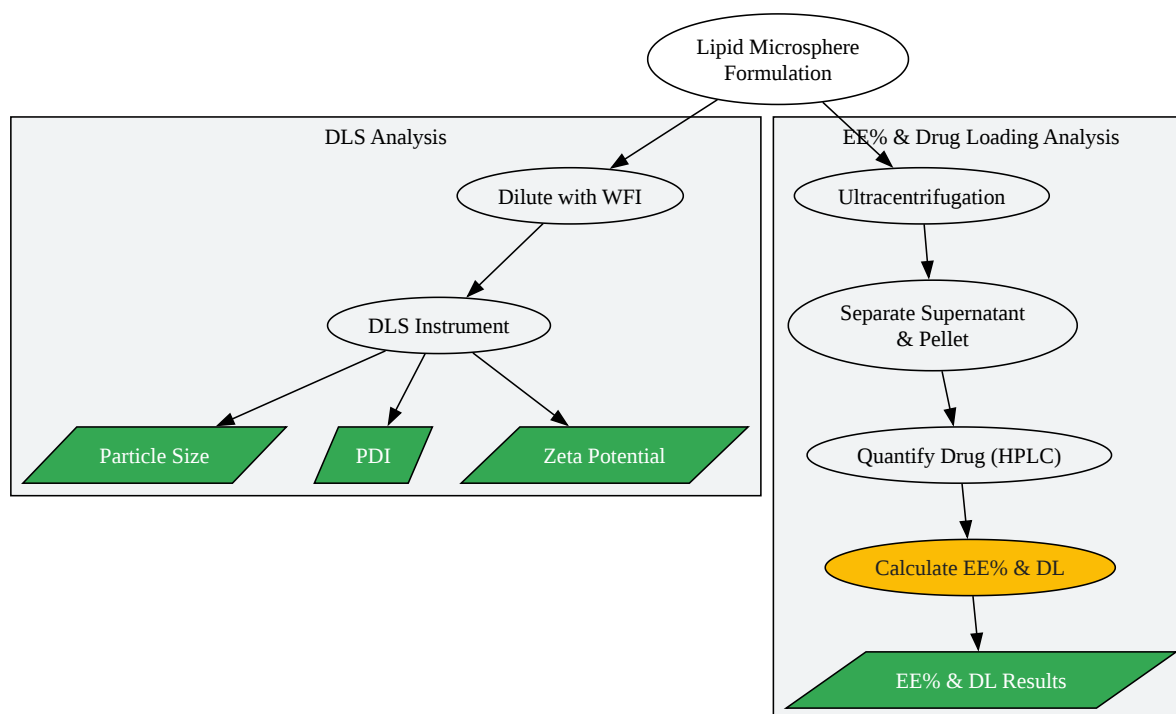 Lipid Microsphere
Formulation
DLS Analysis
EE% & Drug Loading Analysis
Dilute with WFI
Ultracentrifugation
DLS Instrument
Separate Supernatant
& Pellet
Particle Size
PDI
Zeta Potential
Quantify Drug (HPLC)
Calculate EE% & DL
EE% & DL Results